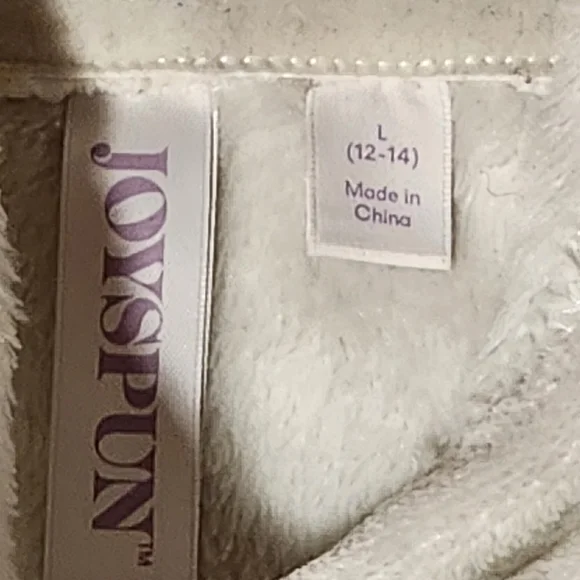 JOYSPUN™
L
(12-14)
Made in
China